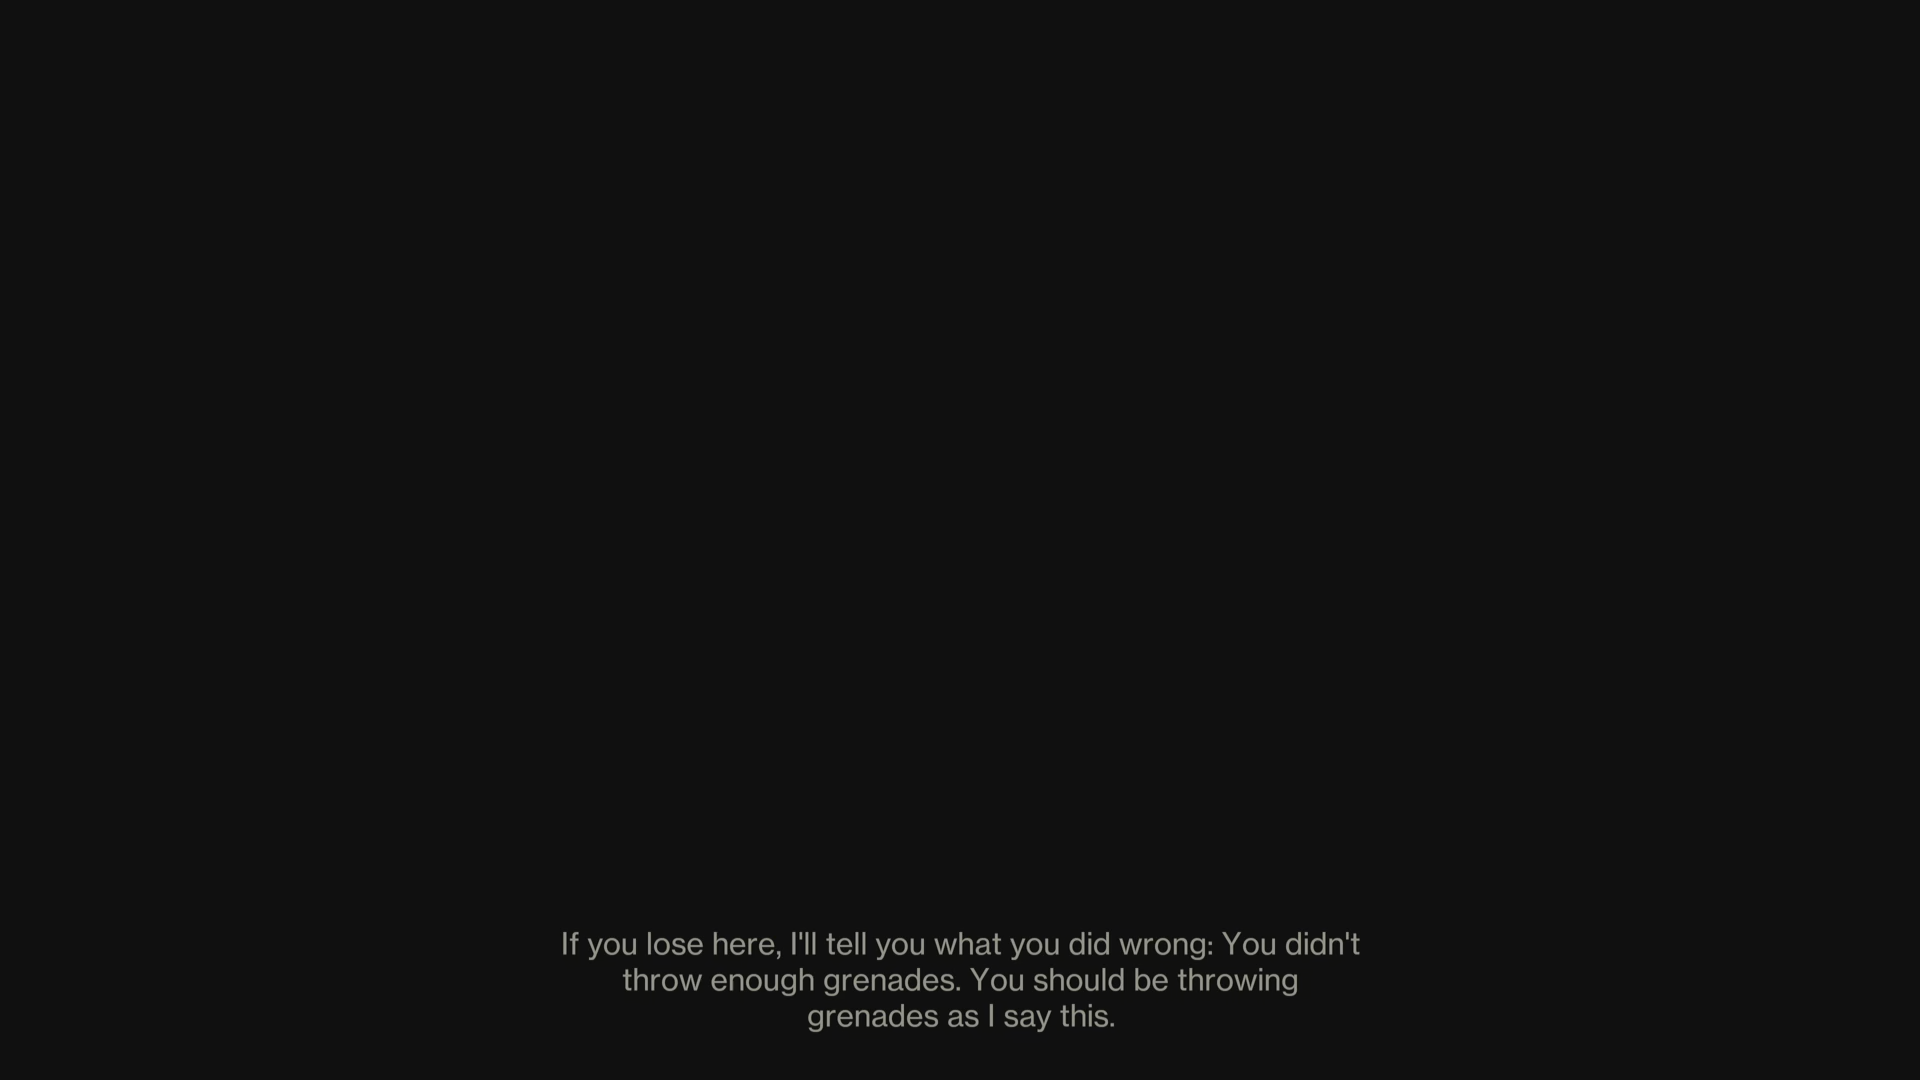 If you lose here, I'll tell you what you did wrong: You didn't
throw enough grenades. You should be throwing
grenades as I say this.